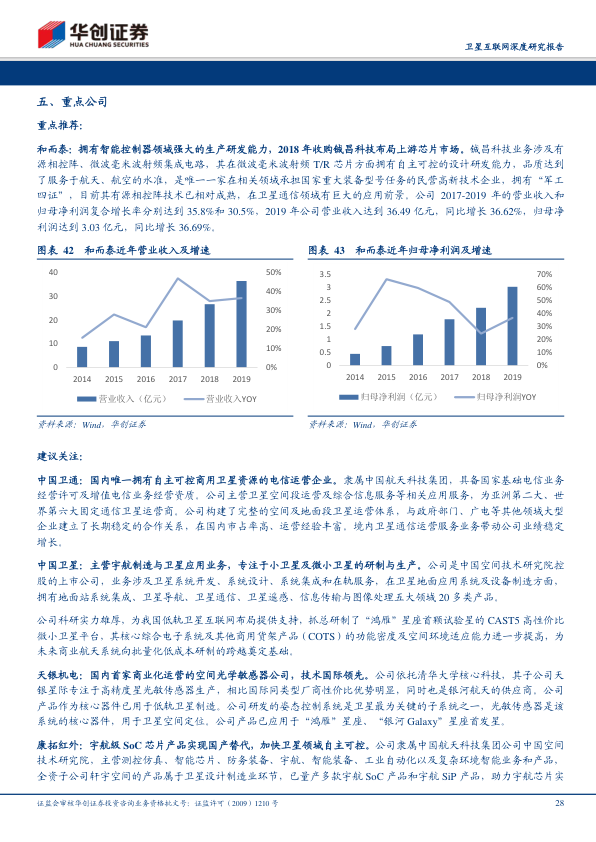 华创证券
HUA CHUANG SECURITIES
卫星互联网深度研究报告
五、重点公司
重点推荐：
和而泰：拥有智能控制器领域强大的生产研发能力，2018 年收购铖昌科技布局上游芯片市场。铖昌科技业务涉及有
源相控阵、微波毫米波射频集成电路，其在微波毫米波射频 T/R 芯片方面拥有自主可控的设计研发能力，品质达到
了服务于航天、航空的水准，是唯一一家在相关领域承担国家重大装备型号任务的民营高新技术企业，拥有“军工
四证”，目前其有源相控阵技术已相对成熟，在卫星通信领域有巨大的应用前景。公司 2017-2019 年的营业收入和
归母净利润复合增长率分别达到 35.8%和 30.5%，2019 年公司营业收入达到 36.49 亿元，同比增长 36.62%，归母净
利润达到 3.03 亿元，同比增长 36.69%。
图表 42 和而泰近年营业收入及增速
40
30
20
10
0
50%
40%
30%
20%
10%
0%
2014 2015 2016 2017 2018 2019
营业收入（亿元） 营业收入YOY
资料来源：Wind，华创证券
图表 43 和而泰近年归母净利润及增速
3.5
3
2.5
2
1.5
1
0.5
0
70%
60%
50%
40%
30%
20%
10%
0%
2014 2015 2016 2017 2018 2019
归母净利润（亿元） 归母净利润YOY
资料来源：Wind，华创证券
建议关注：
中国卫通：国内唯一拥有自主可控商用卫星资源的电信运营企业。隶属中国航天科技集团，具备国家基础电信业务
经营许可及增值电信业务经营资质。公司主营卫星空间段运营及综合信息服务等相关应用服务，为亚洲第二大、世
界第六大固定通信卫星运营商。公司构建了完整的空间及地面段卫星运营体系，与政府部门、广电等其他领域大型
企业建立了长期稳定的合作关系，在国内市占率高、运营经验丰富。境内卫星通信运营服务业务带动公司业绩稳定
增长。
中国卫星：主营宇航制造与卫星应用业务，专注于小卫星及微小卫星的研制与生产。公司是中国空间技术研究院控
股的上市公司，业务涉及卫星系统开发、系统设计、系统集成和在轨服务，在卫星地面应用系统及设备制造方面，
拥有地面站系统集成、卫星导航、卫星通信、卫星遥感、信息传输与图像处理五大领域 20 多类产品。
公司科研实力雄厚，为我国低轨卫星互联网布局提供支持，抓总研制了“鸿雁”星座首颗试验星的 CAST5 高性价比
微小卫星平台，其核心综合电子系统及其他商用货架产品（COTS）的功能密度及空间环境适应能力进一步提高，为
未来商业航天系统已批量化低成本研制的跨越奠定基础。
天银机电：国内首家商业化运营的空间光学敏感器公司，技术国际领先。公司依托清华大学核心科技，其子公司天
银星际专注于高精度星光敏传感器生产，相比国际同类型厂商性价比优势明显，同时也是银河航天的供应商。公司
产品作为核心器件已用于低轨卫星制造。公司研发的姿态控制系统是卫星最为关键的子系统之一，光敏传感器是该
系统的核心器件，用于卫星空间定位。公司产品已应用于“鸿雁”星座、“银河 Galaxy”星座首发星。
康拓红外：宇航级 SoC 芯片产品实现国产替代，加快卫星领域自主可控。公司隶属中国航天科技集团公司中国空间
技术研究院，主营测控仿真、智能芯片、防务装备、宇航、智能装备、工业自动化以及复杂环境智能业务和产品，
全资子公司轩宇空间的产品属于卫星设计制造业环节，已量产多款宇航 SoC 产品和宇航 SiP 产品，助力宇航芯片实
证监会审核华创证券投资咨询业务资格批文号：证监许可（2009）1210 号
28